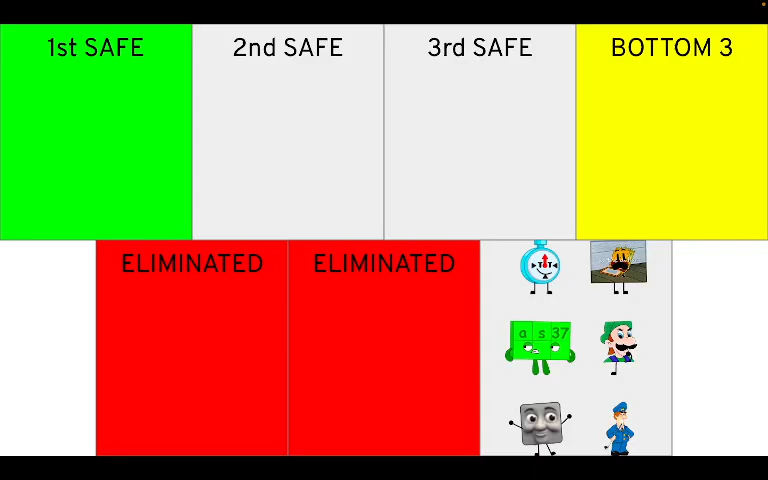 1st SAFE
2nd SAFE
3rd SAFE
BOTTOM 3
ELIMINATED
ELIMINATED
a s 37